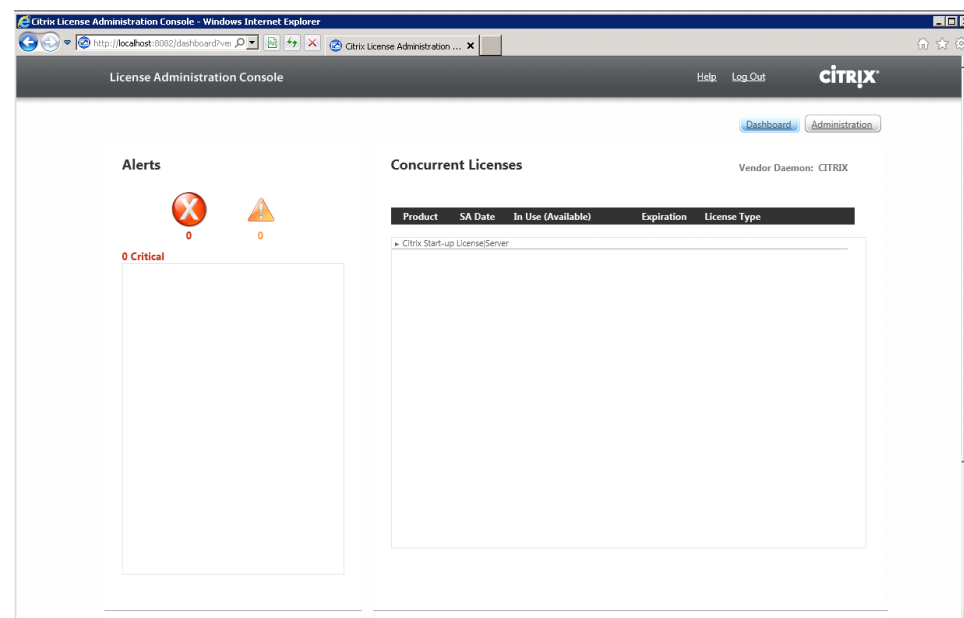 Citrix License Administration Console - Windows Internet Explorer
http://localhost:8082/dashboard?ver
Citrix License Administration ...
License Administration Console
Help Log Out CITRIX
Dashboard Administration
Alerts
0 0
0 Critical
Concurrent Licenses
Vendor Daemon: CITRIX
Product SA Date In Use (Available) Expiration License Type
Citrix Start-up License|Server